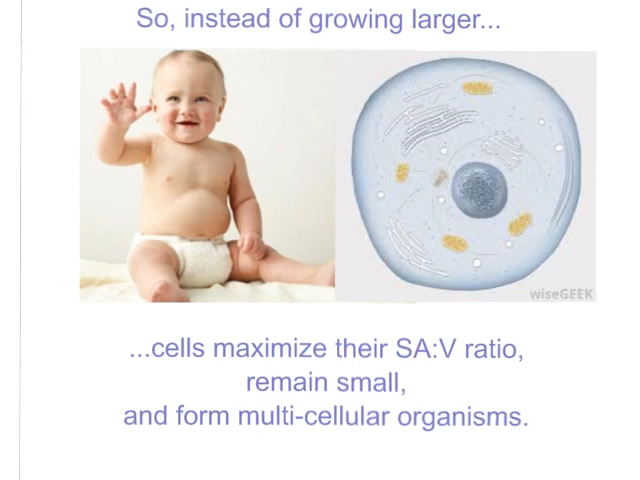 So, instead of growing larger...
wiseGEEK
...cells maximize their SA:V ratio,
remain small,
and form multi-cellular organisms.